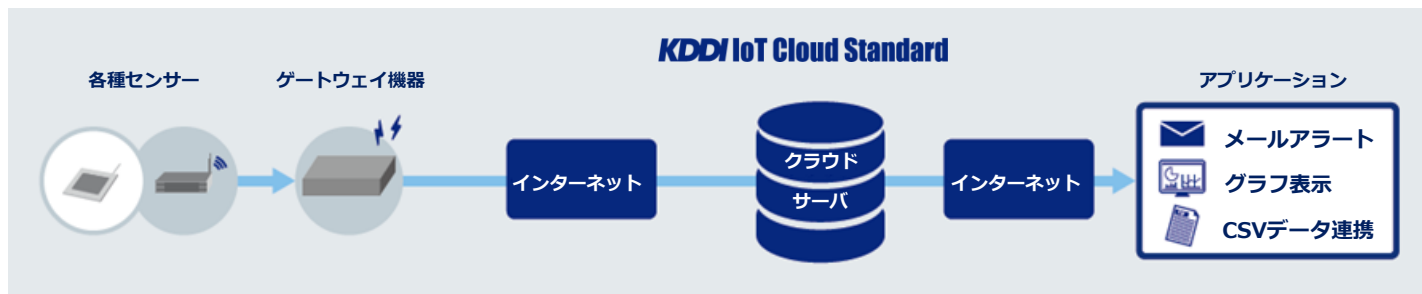 KDDI IoT Cloud Standard
各種センサー
ゲートウェイ機器
インターネット
クラウド
サーバ
インターネット
アプリケーション
メールアラート
グラフ表示
CSVデータ連携